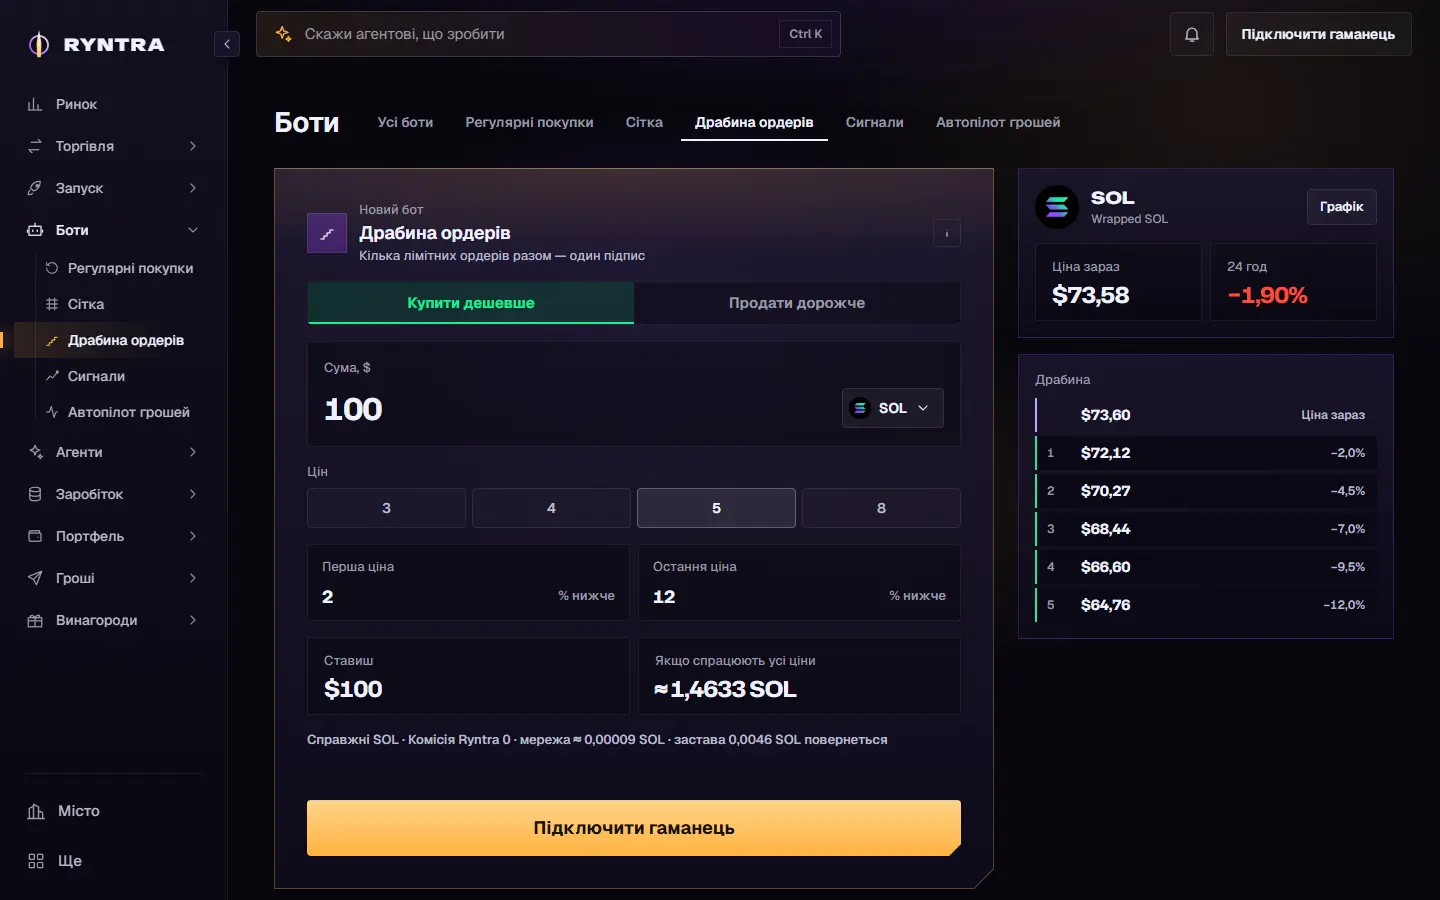 RYNTRA
Скажи агентові, що зробити
Ctrl K
Підключити гаманець
Ринок
Торгівля
Запуск
Боти
Регулярні покупки
Сітка
Драбина ордерів
Сигнали
Автопілот грошей
Агенти
Заробіток
Портфель
Гроші
Винагороди
Місто
Ще
Боти
Усі боти
Регулярні покупки
Сітка
Драбина ордерів
Сигнали
Автопілот грошей
Новий бот
Драбина ордерів
Кілька лімітних ордерів разом — один підпис
i
Купити дешевше
Продати дорожче
Сума, $
100
SOL
Цін
3
4
5
8
Перша ціна
2
% нижче
Остання ціна
12
% нижче
Ставиш
$100
Якщо спрацюють усі ціни
≈ 1,4633 SOL
Справжні SOL · Комісія Ryntra 0 · мережа ≈ 0,00009 SOL · застава 0,0046 SOL повернеться
Підключити гаманець
SOL
Wrapped SOL
Графік
Ціна зараз
$73,58
24 год
−1,90%
Драбина
$73,60 Ціна зараз
1 $72,12 −2,0%
2 $70,27 −4,5%
3 $68,44 −7,0%
4 $66,60 −9,5%
5 $64,76 −12,0%